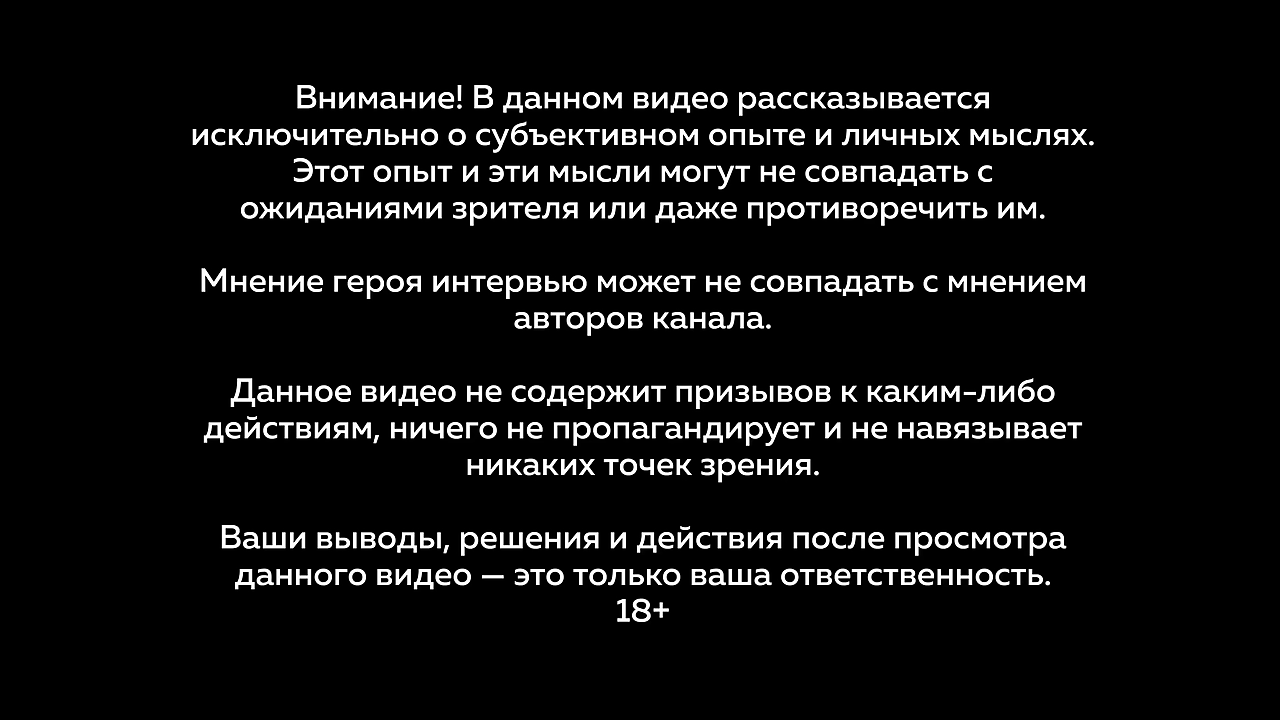 Внимание! В данном видео рассказывается
исключительно о субъективном опыте и личных мыслях.
Этот опыт и эти мысли могут не совпадать с
ожиданиями зрителя или даже противоречить им.
Мнение героя интервью может не совпадать с мнением
авторов канала.
Данное видео не содержит призывов к каким-либо
действиям, ничего не пропагандирует и не навязывает
никаких точек зрения.
Ваши выводы, решения и действия после просмотра
данного видео — это только ваша ответственность.
18+